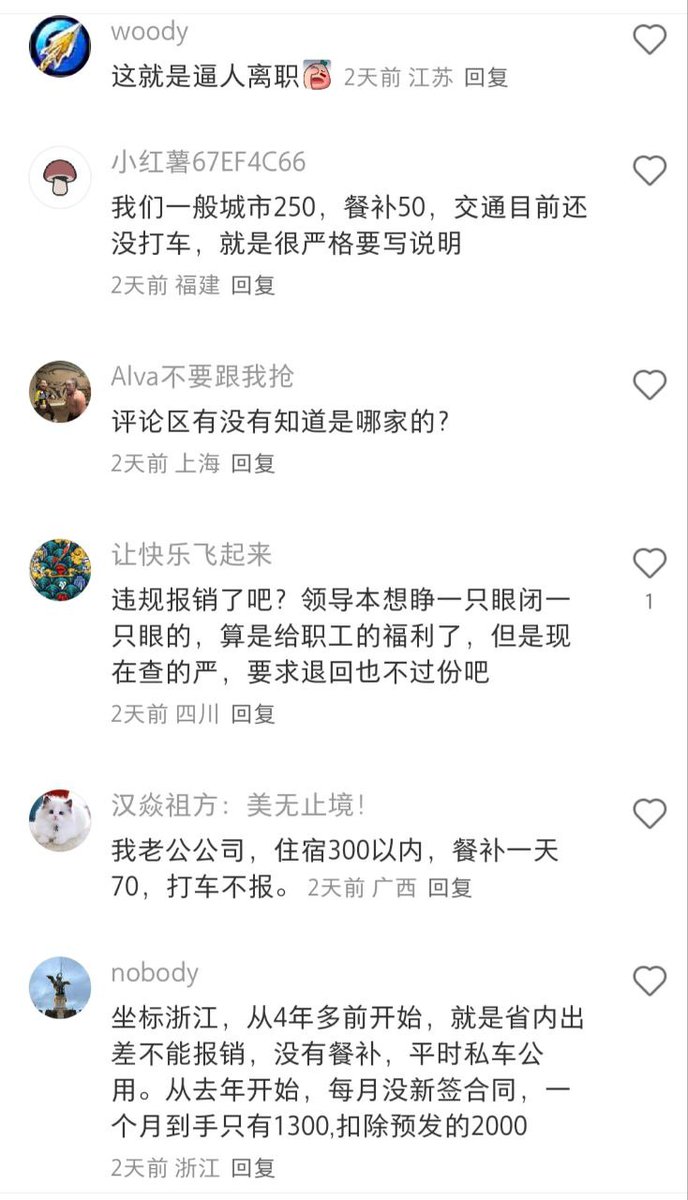 woody
这就是逼人离职 2天前 江苏 回复
小红薯67EF4C66
我们一般城市250，餐补50，交通目前还
没打车，就是很严格要写说明
2天前 福建 回复
Alva不要跟我抢
评论区有没有知道是哪家的？
2天前 上海 回复
让快乐飞起来
违规报销了吧？领导本想睁一只眼闭一
只眼的，算是给职工的福利了，但是现
在查的严，要求退回也不过份吧
1
2天前 四川 回复
汉焱祖方：美无止境！
我老公公司，住宿300以内，餐补一天
70，打车不报。 2天前 广西 回复
nobody
坐标浙江，从4年多前开始，就是省内出
差不能报销，没有餐补，平时私车公
用。从去年开始，每月没新签合同，一
个月到手只有1300,扣除预发的2000
2天前 浙江 回复